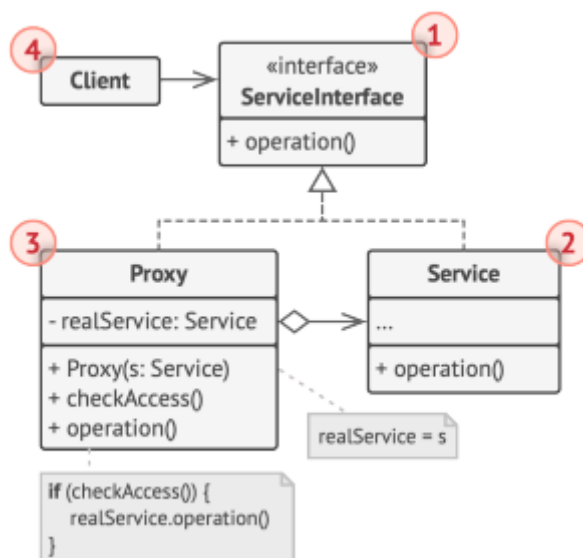 1
4
Client
«interface»
ServiceInterface
+ operation()
3
2
Proxy
Service
- realService: Service
...
+ Proxy(s: Service)
+ checkAccess()
+ operation()
+ operation()
realService = s
if (checkAccess()) {
realService.operation()
}